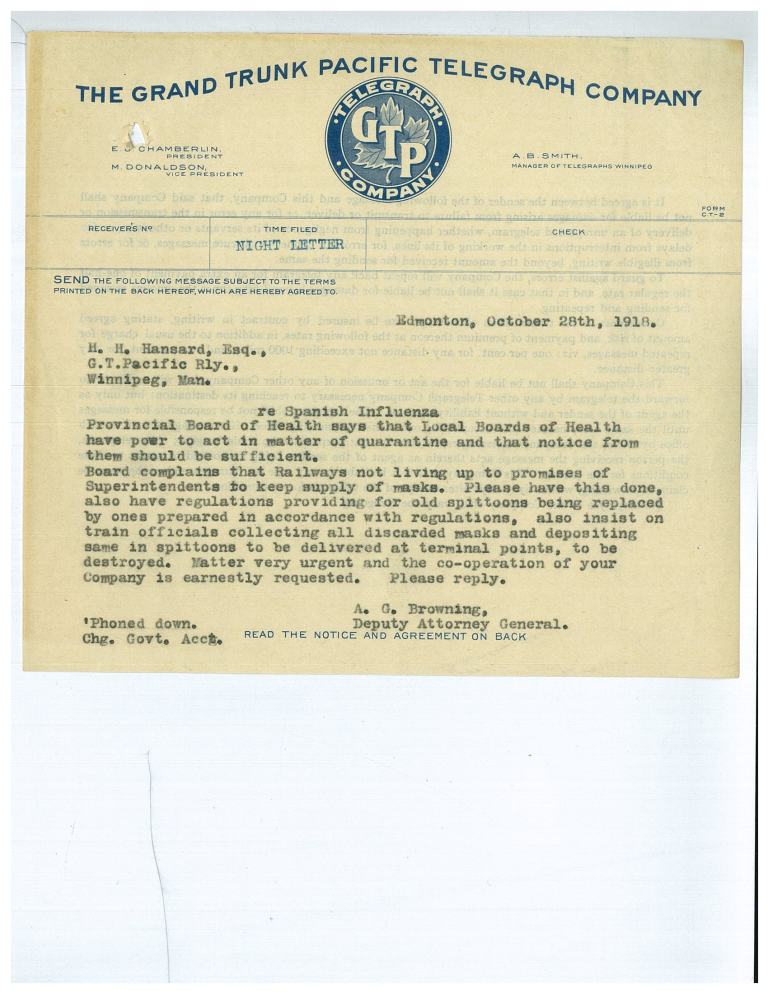 THE GRAND TRUNK PACIFIC TELEGRAPH COMPANY
TELEGRAPH
GTP
COMPANY
E. J. CHAMBERLIN,
PRESIDENT
M. DONALDSON,
VICE PRESIDENT
A. B. SMITH,
MANAGER OF TELEGRAPHS WINNIPEG
FORM
C.T.-2
RECEIVER'S Nº
TIME FILED
CHECK
NIGHT LETTER
SEND THE FOLLOWING MESSAGE SUBJECT TO THE TERMS
PRINTED ON THE BACK HEREOF, WHICH ARE HEREBY AGREED TO.
Edmonton, October 28th, 1918.
H. H. Hansard, Esq.,
G.T.Pacific Rly.,
Winnipeg, Man.
re Spanish Influenza
Provincial Board of Health says that Local Boards of Health
have powr to act in matter of quarantine and that notice from
them should be sufficient.
Board complains that Railways not living up to promises of
Superintendents to keep supply of masks. Please have this done,
also have regulations providing for old spittoons being replaced
by ones prepared in accordance with regulations, also insist on
train officials collecting all discarded masks and depositing
same in spittoons to be delivered at terminal points, to be
destroyed. Matter very urgent and the co-operation of your
Company is earnestly requested. Please reply.
A. G. Browning,
Deputy Attorney General.
'Phoned down.
Chg. Govt. Acct.
READ THE NOTICE AND AGREEMENT ON BACK